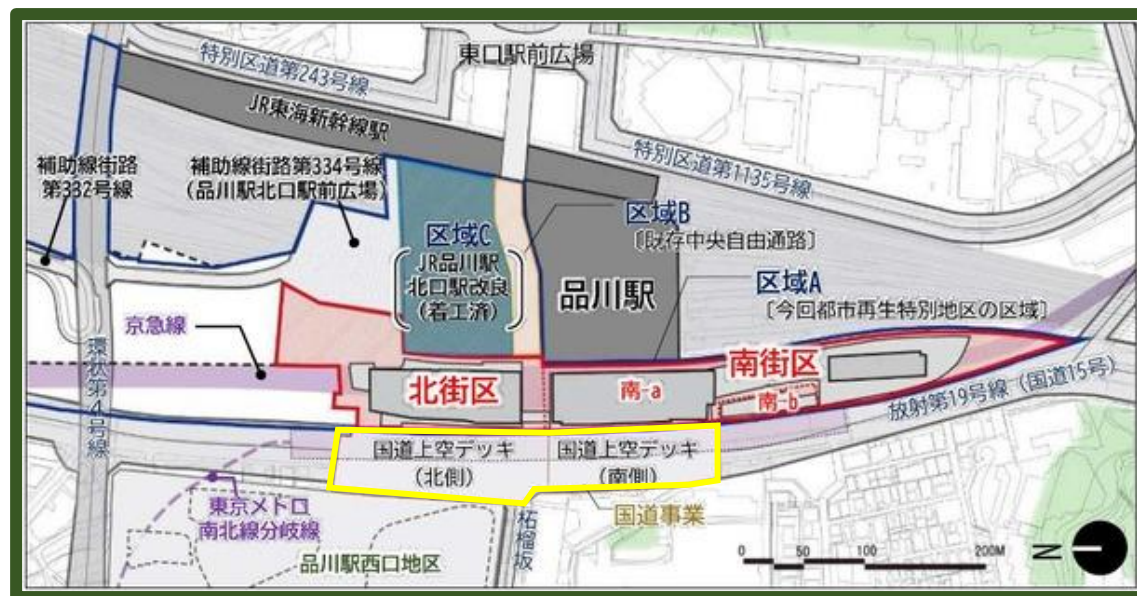 特別区道第243号線
東口駅前広場
JR東海新幹線駅
特別区道第1135号線
補助線街路
第332号線
補助線街路第334号線
(品川駅北口駅前広場)
区域C
JR品川駅
北口駅改良
(着工済)
区域B
〔既存中央自由通路〕
品川駅
区域A
〔今回都市再生特別地区の区域〕
京急線
環状第4号線
北街区
南-a
南街区
南-b
放射第19号線(国道15号)
国道上空デッキ
(北側)
国道上空デッキ
(南側)
東京メトロ
南北線分岐線
国道事業
柘榴坂
品川駅西口地区
0 50 100 200M
N